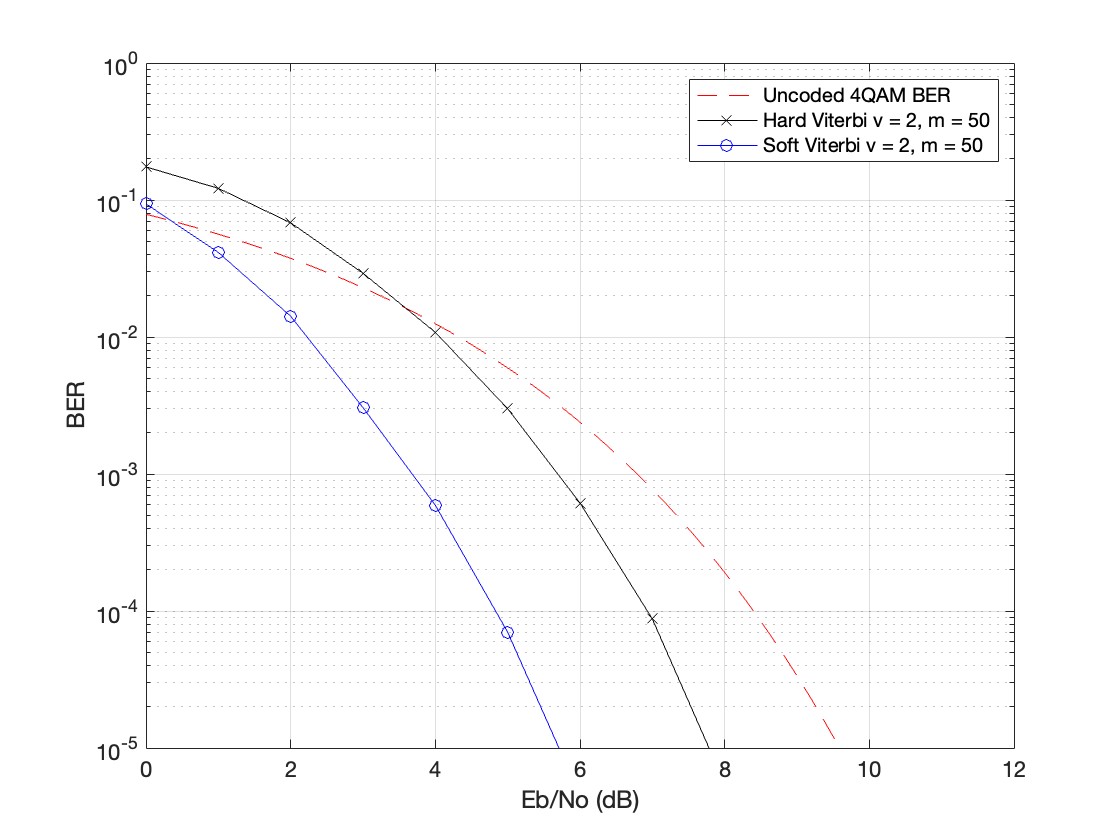 10^0
10^-1
10^-2
10^-3
10^-4
10^-5
BER
0 2 4 6 8 10 12
Eb/No (dB)
Uncoded 4QAM BER
Hard Viterbi v = 2, m = 50
Soft Viterbi v = 2, m = 50